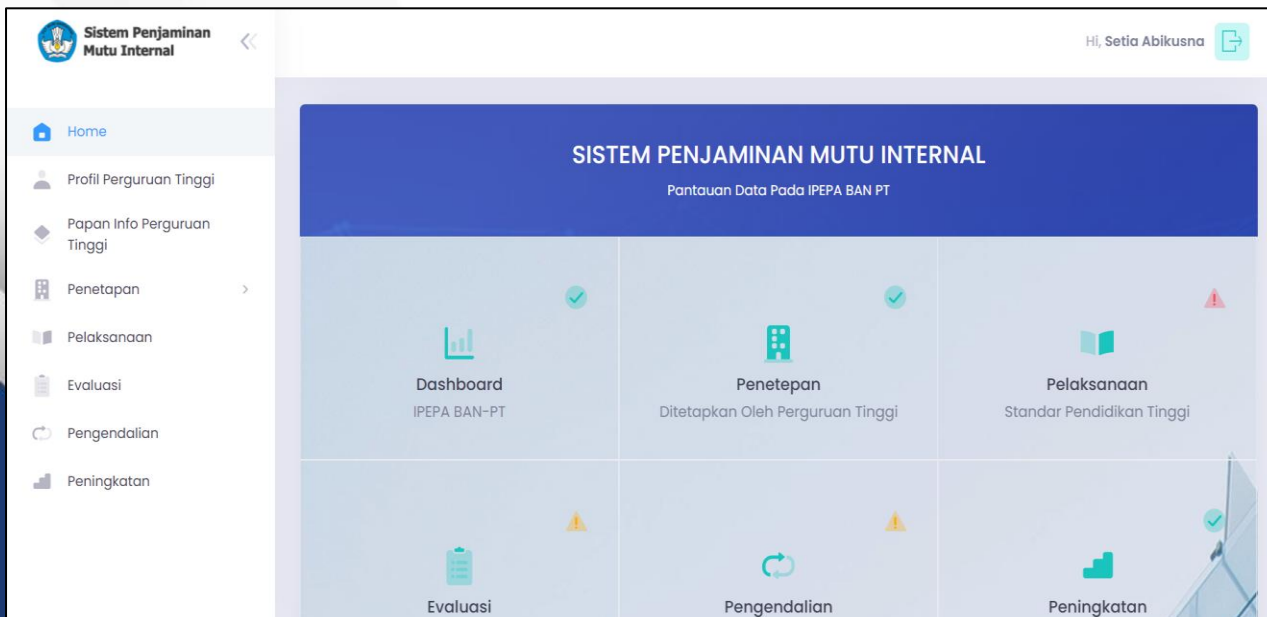 Sistem Penjaminan
Mutu Internal
Hi, Setia Abikusna
Home
Profil Perguruan Tinggi
Papan Info Perguruan
Tinggi
Penetapan
Pelaksanaan
Evaluasi
Pengendalian
Peningkatan
SISTEM PENJAMINAN MUTU INTERNAL
Pantauan Data Pada IPEPA BAN PT
Dashboard
IPEPA BAN-PT
Penetepan
Ditetapkan Oleh Perguruan Tinggi
Pelaksanaan
Standar Pendidikan Tinggi
Evaluasi
Pengendalian
Peningkatan